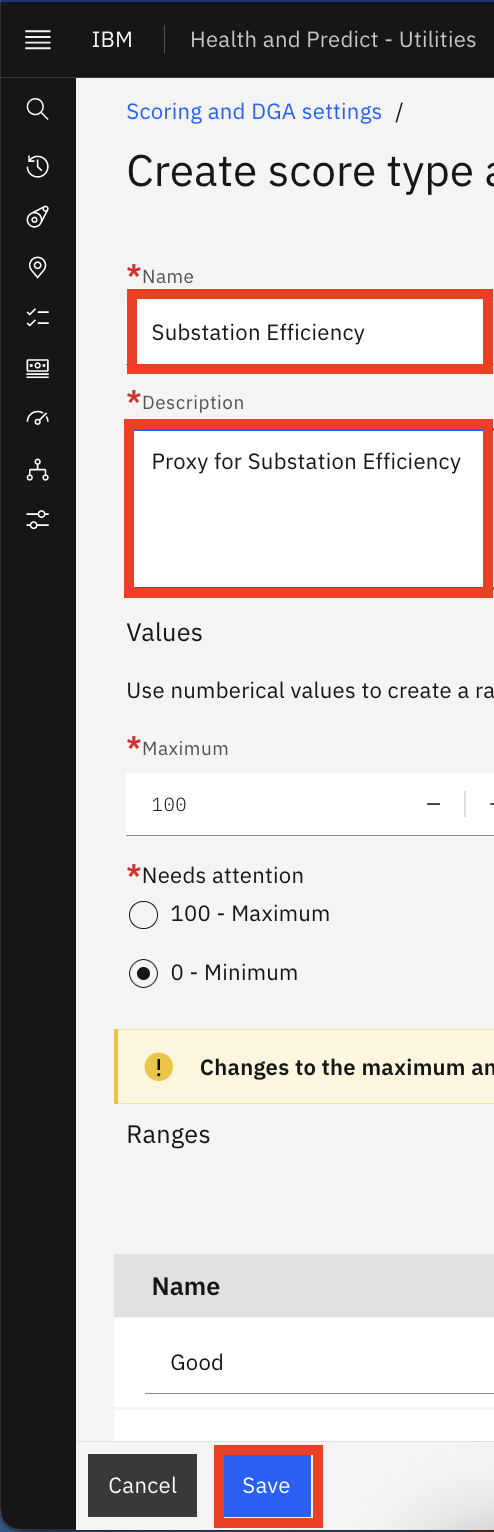 IBM Health and Predict - Utilities
Scoring and DGA settings /
Create score type a
*Name
Substation Efficiency
*Description
Proxy for Substation Efficiency
Values
Use numberical values to create a ra
*Maximum
100
*Needs attention
100 - Maximum
0 - Minimum
Changes to the maximum an
Ranges
Name
Good
Cancel Save